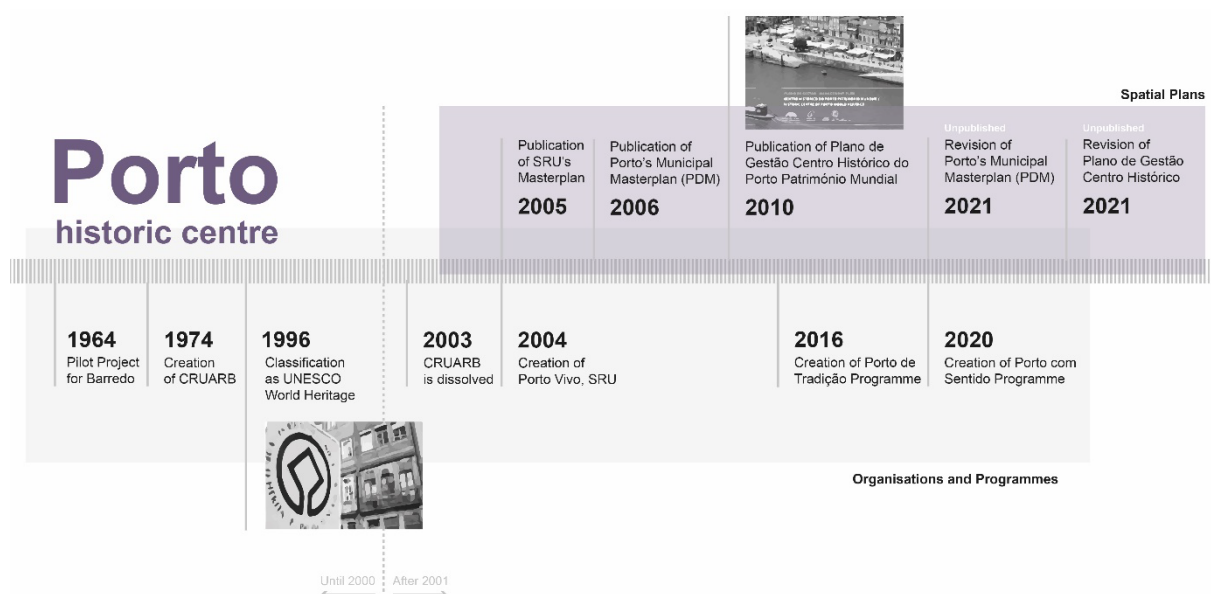 Spatial Plans
Porto
historic centre
Publication
of SRU's
Masterplan
2005
Publication of
Porto's Municipal
Masterplan (PDM)
2006
Publication of Plano de
Gestão Centro Histórico do
Porto Património Mundial
2010
Unpublished
Revision of
Porto's Municipal
Masterplan (PDM)
2021
Unpublished
Revision of
Plano de Gestão
Centro Histórico
2021
1964
Pilot Project
for Barredo
1974
Creation
of CRUARB
1996
Classification
as UNESCO
World Heritage
2003
CRUARB
is dissolved
2004
Creation of
Porto Vivo, SRU
2016
Creation of Porto de
Tradição Programme
2020
Creation of Porto com
Sentido Programme
Organisations and Programmes
Until 2000
After 2001